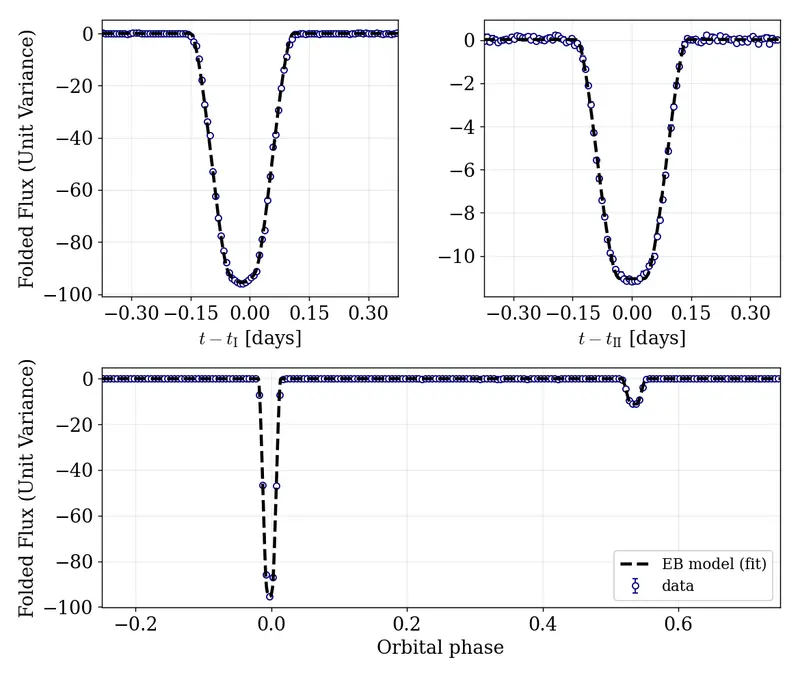 Folded Flux (Unit Variance)
0
−20
−40
−60
−80
−100
−0.30 −0.15 0.00 0.15 0.30
t − t_I [days]
0
−2
−4
−6
−8
−10
−0.30 −0.15 0.00 0.15 0.30
t − t_II [days]
Folded Flux (Unit Variance)
0
−20
−40
−60
−80
−100
−0.2 0.0 0.2 0.4 0.6
Orbital phase
EB model (fit)
data